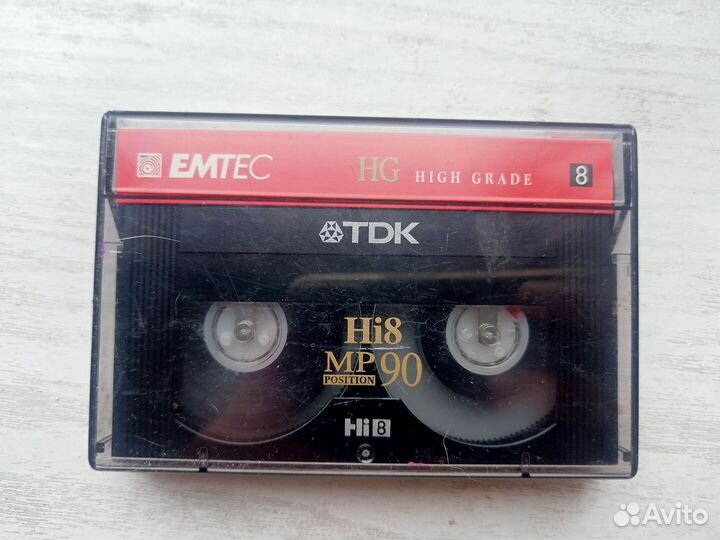 EMTEC HG HIGH GRADE 8
TDK
Hi8
MP 90
POSITION
Hi8
Avito